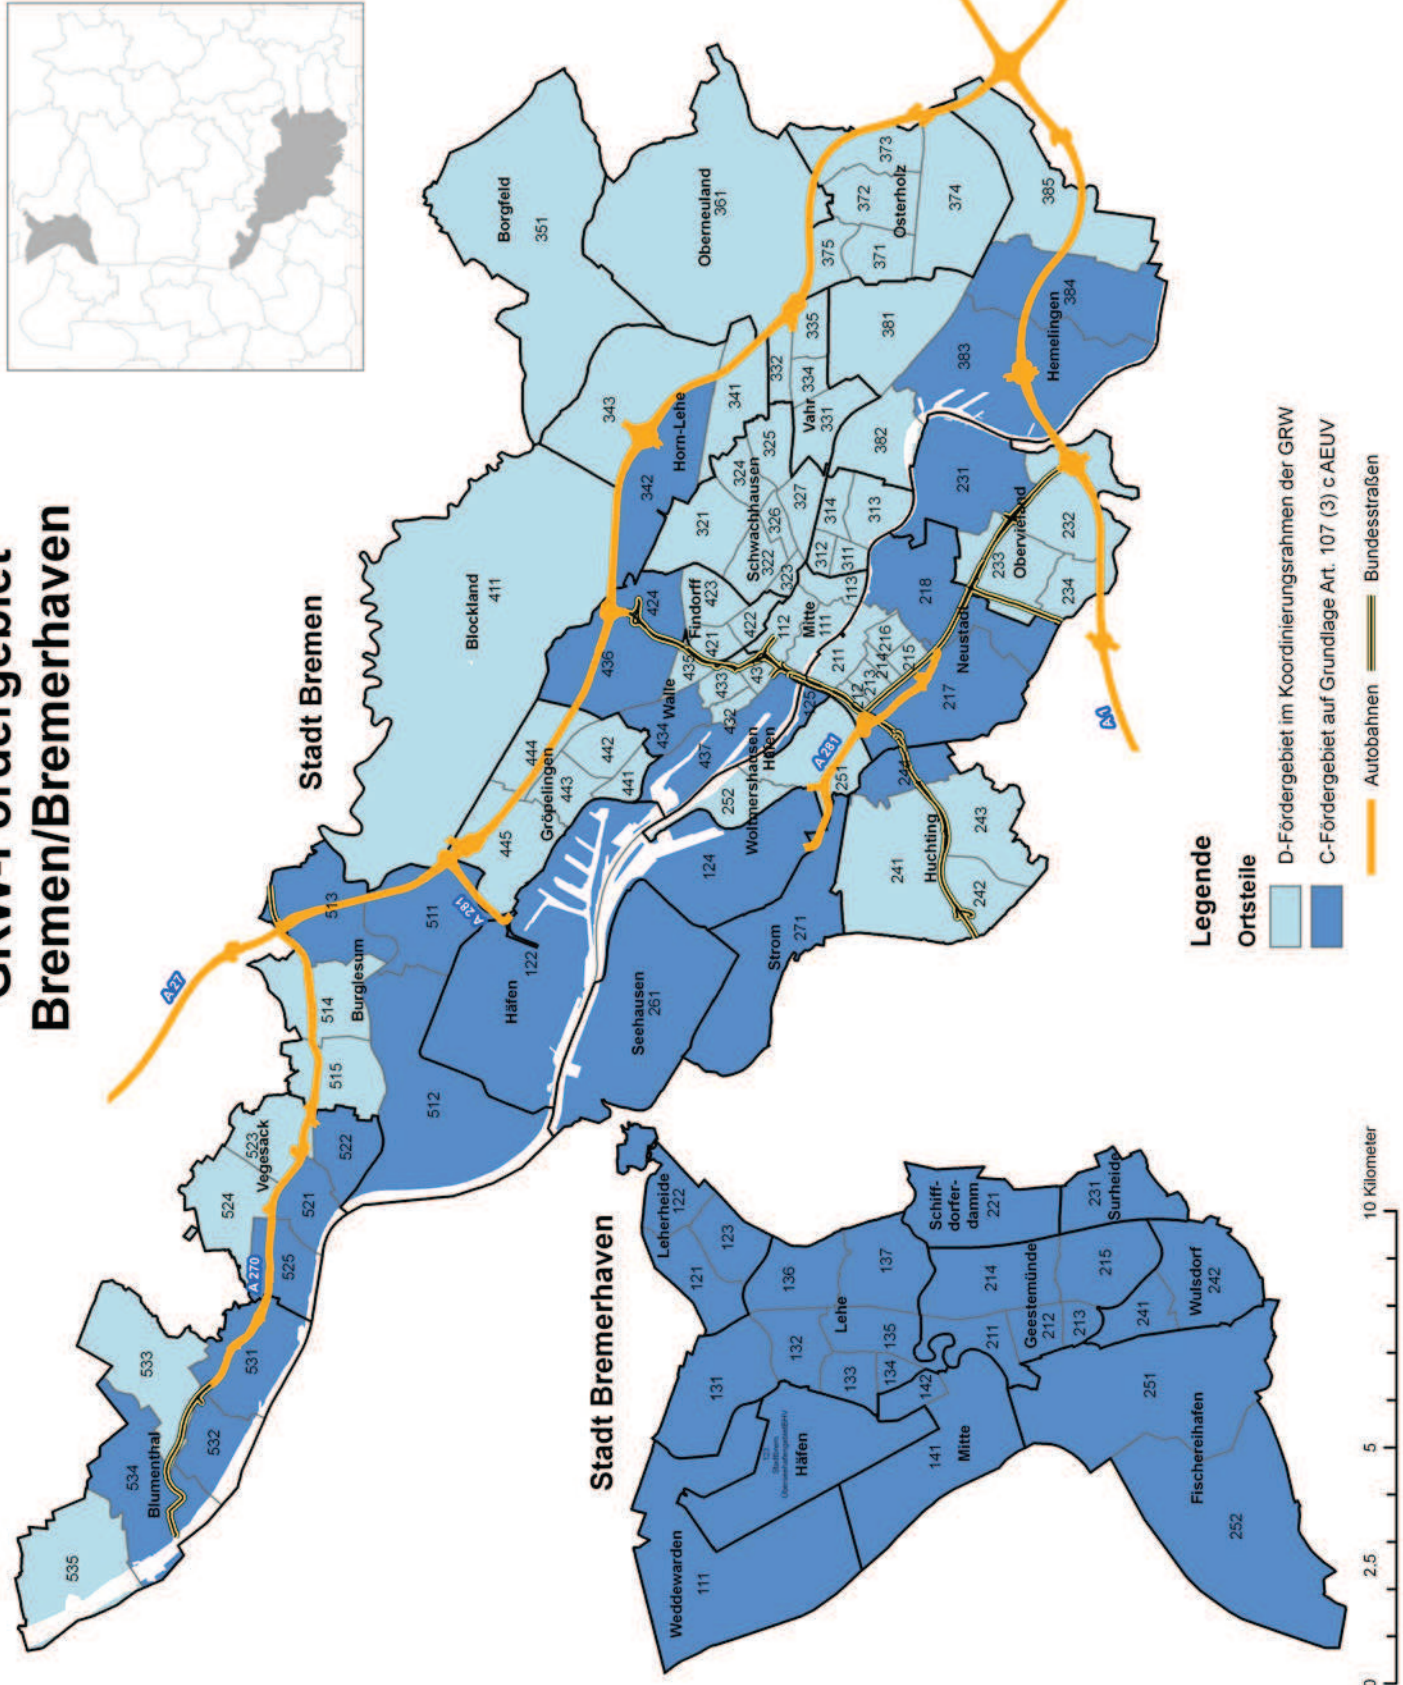 Bremen/Bremerhaven
Stadt Bremen
Borgfeld
351
Oberneuland
361
Blockland
411
343
Horn-Lehe
342
341
332
335
334
Vahr
331
375
372
373
371
Osterholz
374
385
381
382
383
384
Hemelingen
321
324
325
Schwachhausen
326
327
322
323
314
313
312
311
113
Findorff
423
421
422
424
112
Mitte
111
436
435
433
431
Walle
434
432
437
125
444
Gröpelingen
442
443
441
445
211
216
214
213
212
215
218
Neustadt
217
231
Obervieland
233
232
234
Woltmershausen
Häfen
251
252
244
Huchting
241
243
242
124
Strom
271
Seehausen
261
Häfen
122
A 281
A 281
A1
A 27
A 270
513
511
Burglesum
514
515
512
523
Vegesack
524
522
521
525
533
531
532
534
Blumenthal
535
Stadt Bremerhaven
Leherheide
122
123
121
136
137
Lehe
132
135
133
134
142
131
Häfen
141
Mitte
Weddewarden
111
Schiff-
dorfer-
damm
221
231
Surheide
214
215
Geestemünde
211
212
213
241
Wulsdorf
242
251
Fischereihafen
252
Legende
Ortsteile
D-Fördergebiet im Koordinierungsrahmen der GRW
C-Fördergebiet auf Grundlage Art. 107 (3) c AEUV
Autobahnen
Bundesstraßen
2,5
5
10 Kilometer